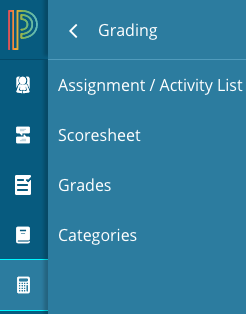 Grading
Assignment / Activity List
Scoresheet
Grades
Categories